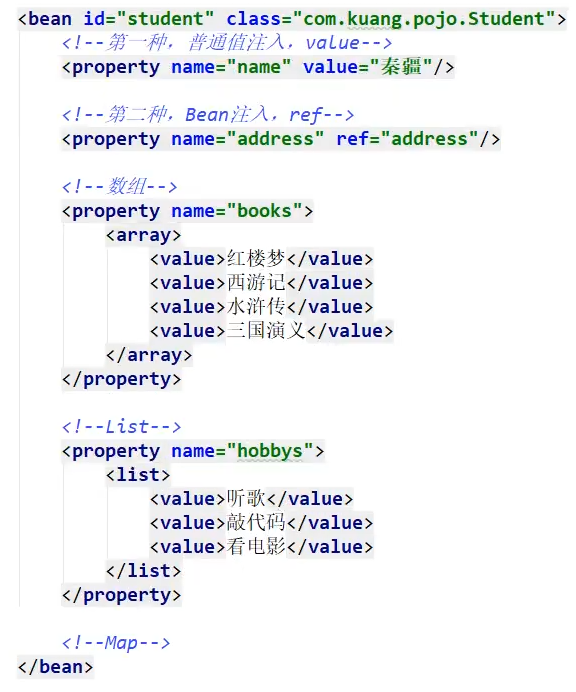 <bean id="student" class="com.kuang.pojo.Student">
<!--第一种，普通值注入，value-->
<property name="name" value="秦疆"/>
<!--第二种，Bean注入，ref-->
<property name="address" ref="address"/>
<!--数组-->
<property name="books">
<array>
<value>红楼梦</value>
<value>西游记</value>
<value>水浒传</value>
<value>三国演义</value>
</array>
</property>
<!--List-->
<property name="hobbys">
<list>
<value>听歌</value>
<value>敲代码</value>
<value>看电影</value>
</list>
</property>
<!--Map-->
</bean>